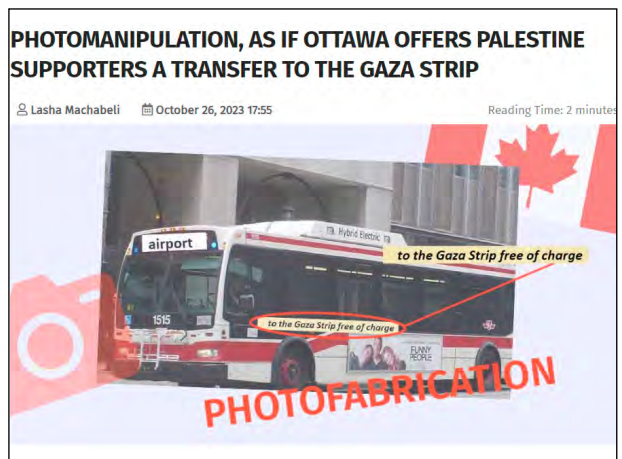 PHOTOMANIPULATION, AS IF OTTAWA OFFERS PALESTINE
SUPPORTERS A TRANSFER TO THE GAZA STRIP
Lasha Machabeli October 26, 2023 17:55 Reading Time: 2 minutes
Hybrid Electric
airport
to the Gaza Strip free of charge
1515
to the Gaza Strip free of charge
FUNNY
PEOPLE
PHOTOFABRICATION